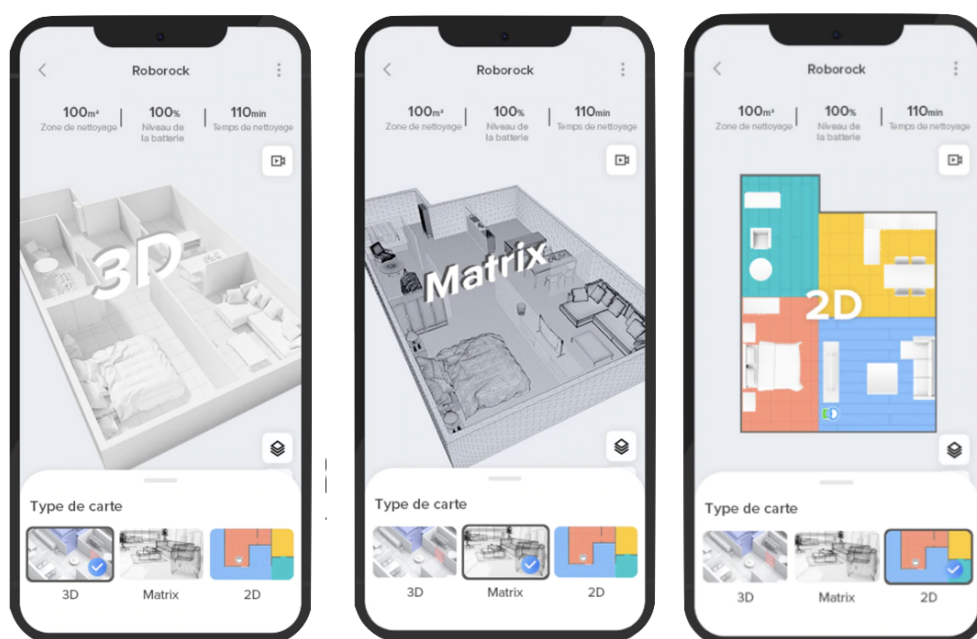 Roborock
100m² 100% 110min
Zone de nettoyage Niveau de la batterie Temps de nettoyage
3D
Type de carte
3D Matrix 2D
Roborock
100m² 100% 110min
Zone de nettoyage Niveau de la batterie Temps de nettoyage
Matrix
Type de carte
3D Matrix 2D
Roborock
100m² 100% 110min
Zone de nettoyage Niveau de la batterie Temps de nettoyage
2D
Type de carte
3D Matrix 2D